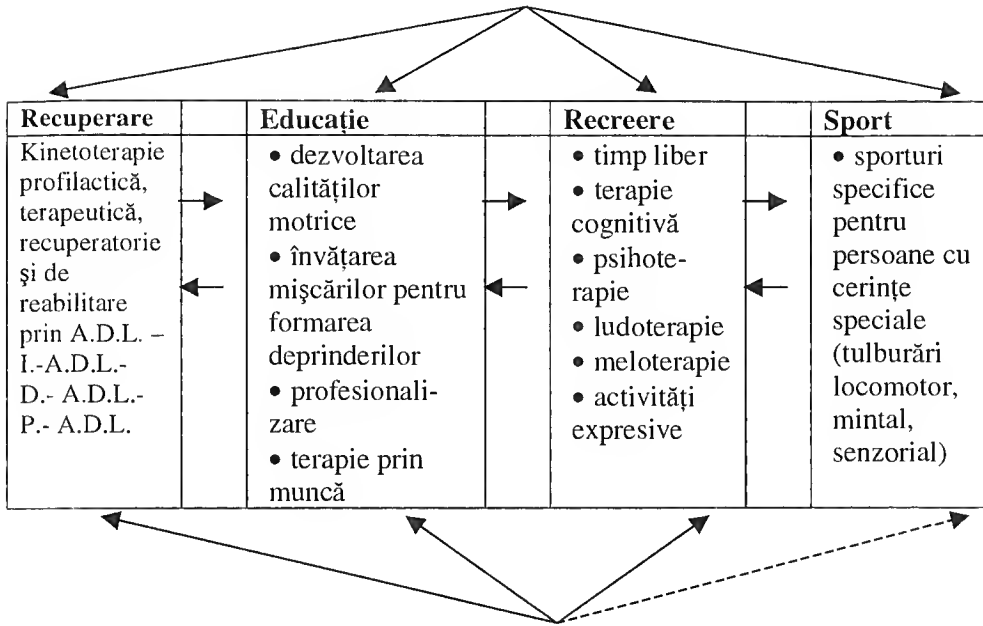 Recuperare
Kinetoterapie
profilactică,
terapeutică,
recuperatorie
şi de
reabilitare
prin A.D.L. –
I.-A.D.L.-
D.- A.D.L.-
P.- A.D.L.
Educaţie
• dezvoltarea
calităţilor
motrice
• învăţarea
mişcărilor pentru
formarea
deprinderilor
• profesionali-
zare
• terapie prin
muncă
Recreere
• timp liber
• terapie
cognitivă
• psihote-
rapie
• ludoterapie
• meloterapie
• activităţi
expresive
Sport
• sporturi
specifice
pentru
persoane cu
cerinţe
speciale
(tulburări
locomotor,
mintal,
senzorial)